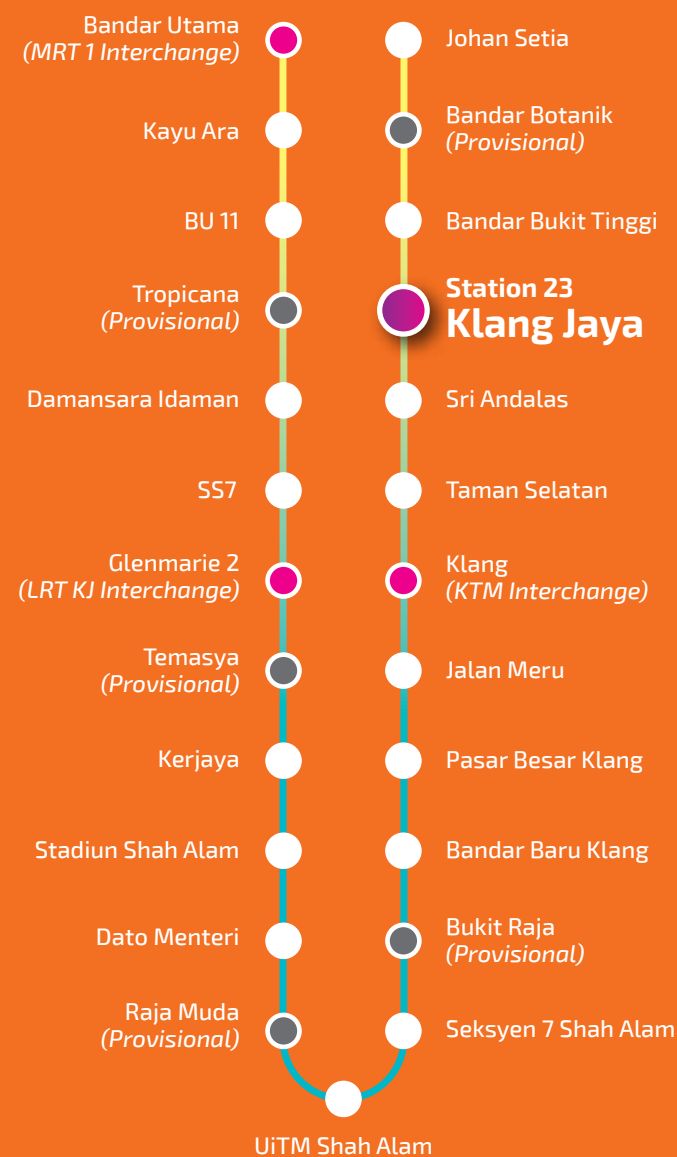 Bandar Utama
(MRT 1 Interchange)
Kayu Ara
BU 11
Tropicana
(Provisional)
Damansara Idaman
SS7
Glenmarie 2
(LRT KJ Interchange)
Temasya
(Provisional)
Kerjaya
Stadiun Shah Alam
Dato Menteri
Raja Muda
(Provisional)
UiTM Shah Alam
Johan Setia
Bandar Botanik
(Provisional)
Bandar Bukit Tinggi
Station 23
Klang Jaya
Sri Andalas
Taman Selatan
Klang
(KTM Interchange)
Jalan Meru
Pasar Besar Klang
Bandar Baru Klang
Bukit Raja
(Provisional)
Seksyen 7 Shah Alam